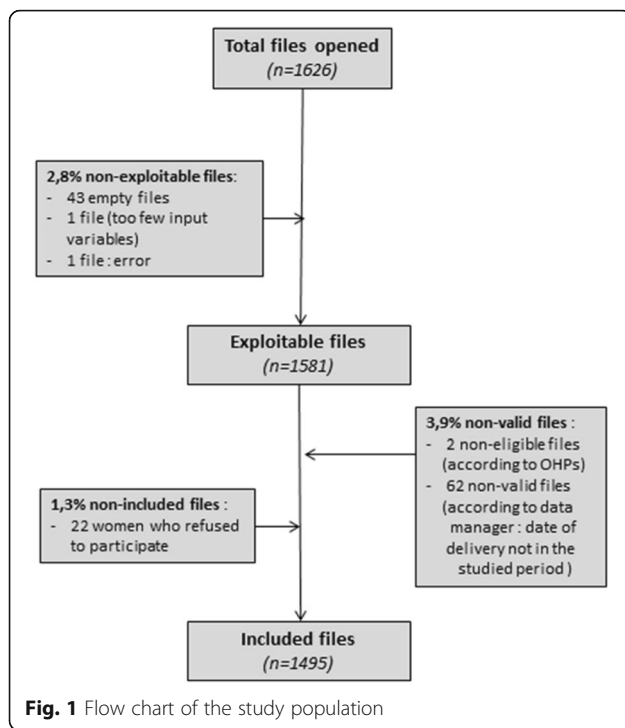 Total files opened
(n=1626)
2,8% non-exploitable files:
- 43 empty files
- 1 file (too few input
variables)
- 1 file : error
Exploitable files
(n=1581)
3,9% non-valid files :
- 2 non-eligible files
(according to OHPs)
- 62 non-valid files
(according to data
manager : date of
delivery not in the
studied period )
1,3% non-included files :
- 22 women who refused
to participate
Included files
(n=1495)
Fig. 1 Flow chart of the study population